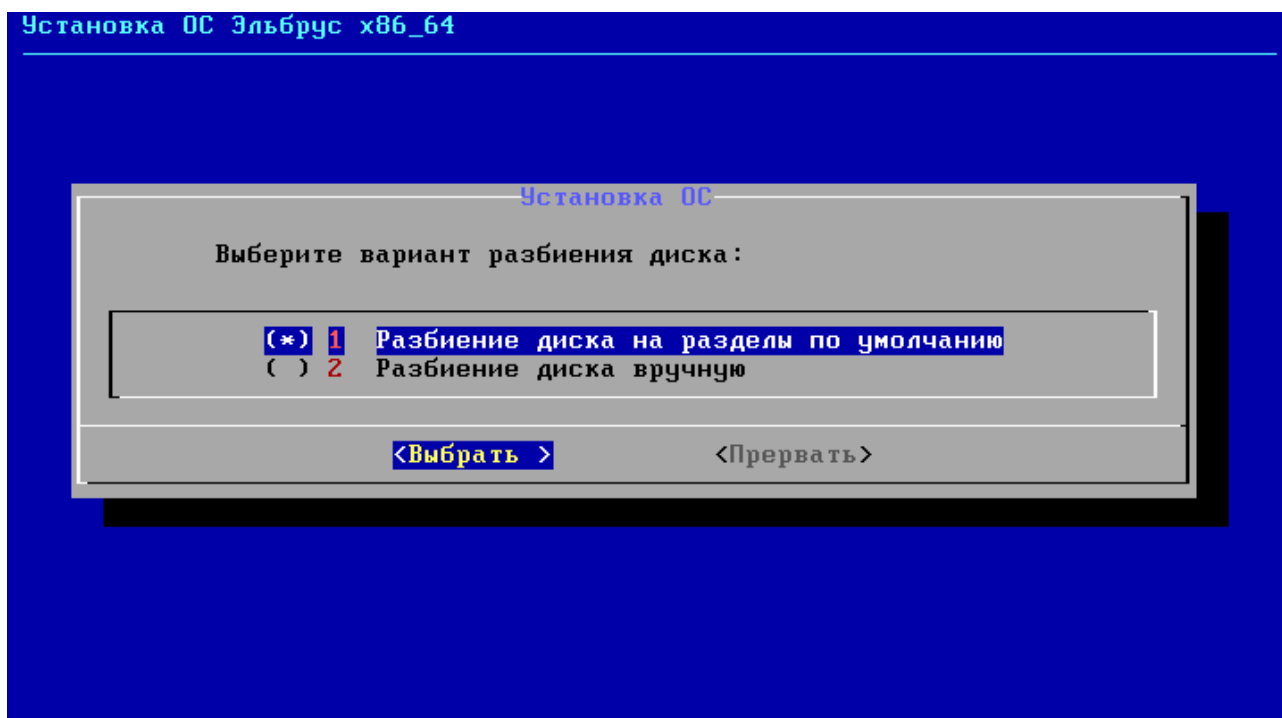 Установка ОС Эльбрус x86_64
Установка ОС
Выберите вариант разбиения диска:
(*) 1 Разбиение диска на разделы по умолчанию
( ) 2 Разбиение диска вручную
<Выбрать > <Прервать>